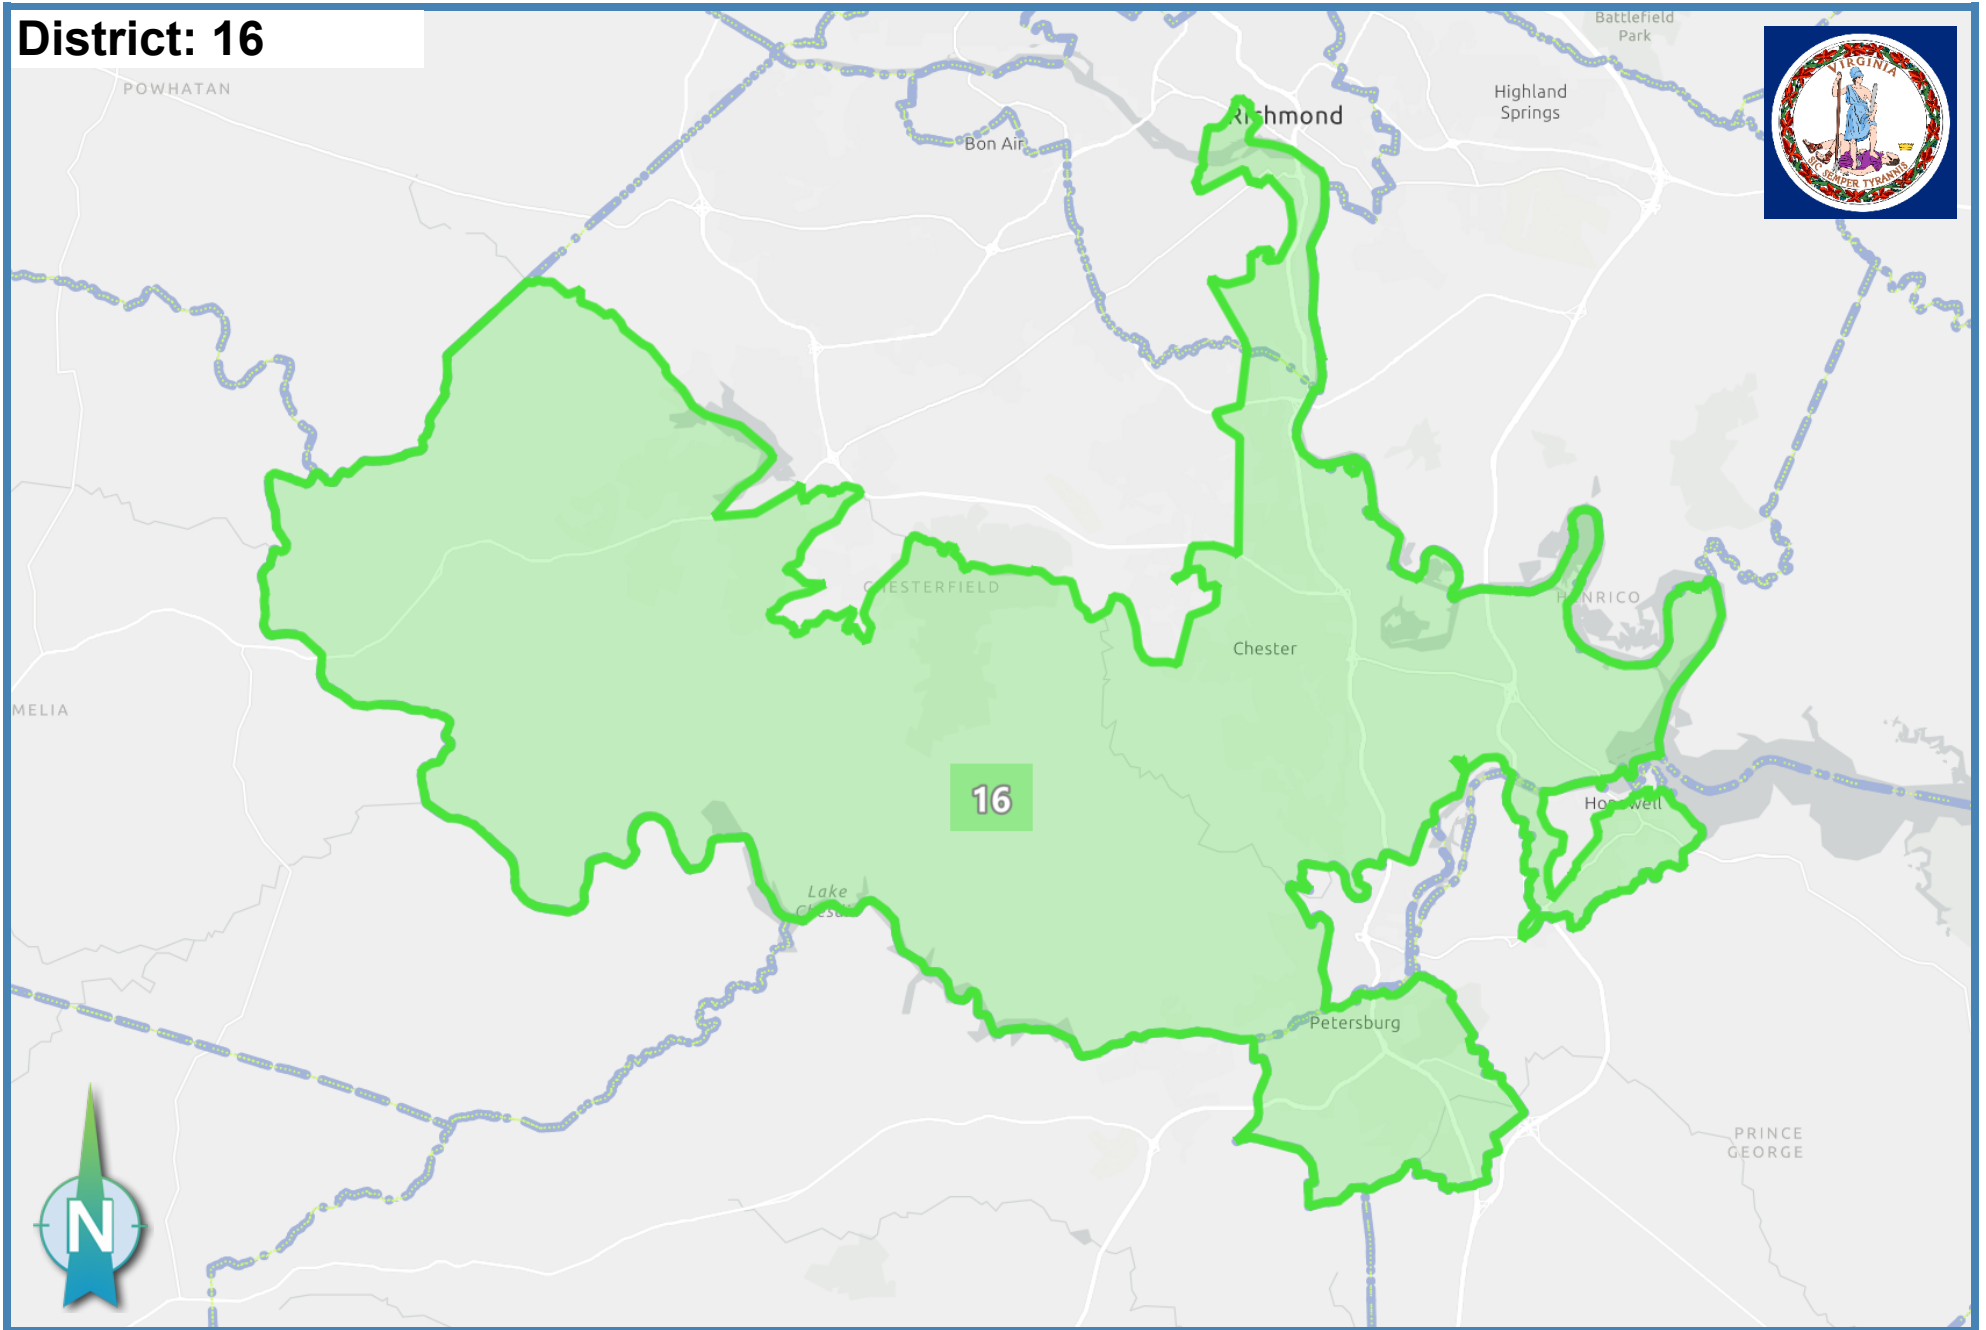 District: 16
Battlefield
Park
VIRGINIA
SIC SEMPER TYRANNIS
POWHATAN
Highland
Springs
Richmond
Bon Air
CHESTERFIELD
HENRICO
Chester
MELIA
16
Hopewell
Lake
Petersburg
PRINCE
GEORGE
N